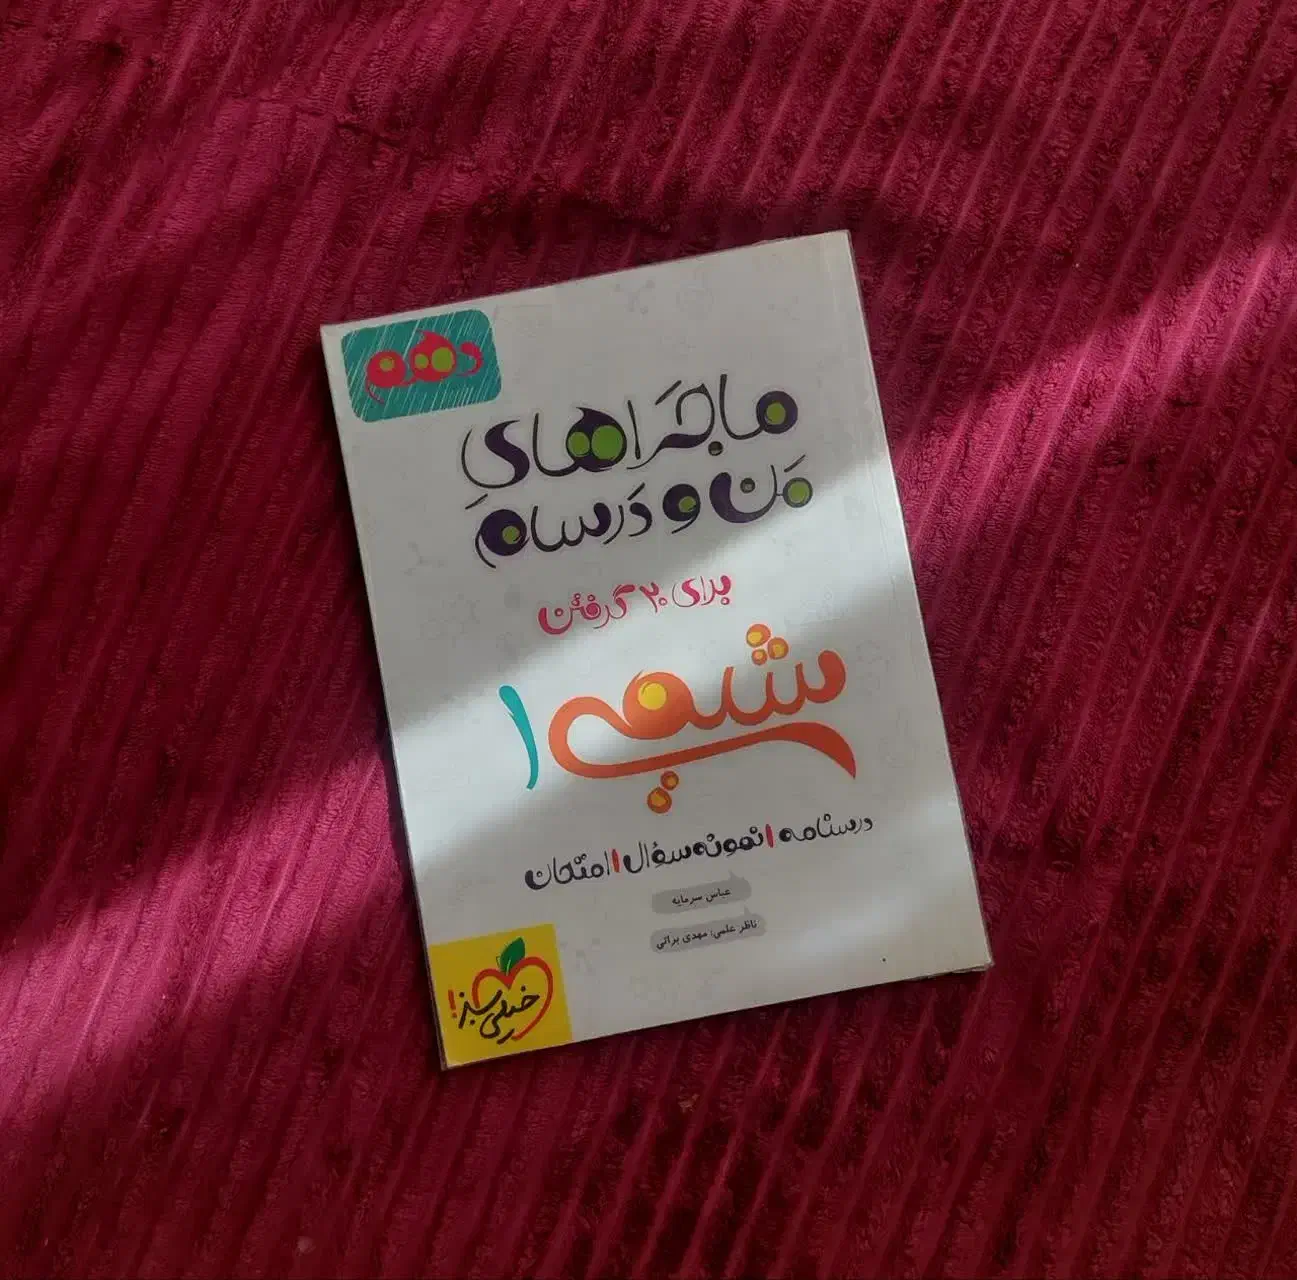 دهم
ماجراهای
من و درسام
برای ۲۰ گرفتن
شیمی ۱
درسنامه | نمونه سؤال | امتحان
عباس سرمایه
ناظر علمی: مهدی براتی
خیلی سبز!